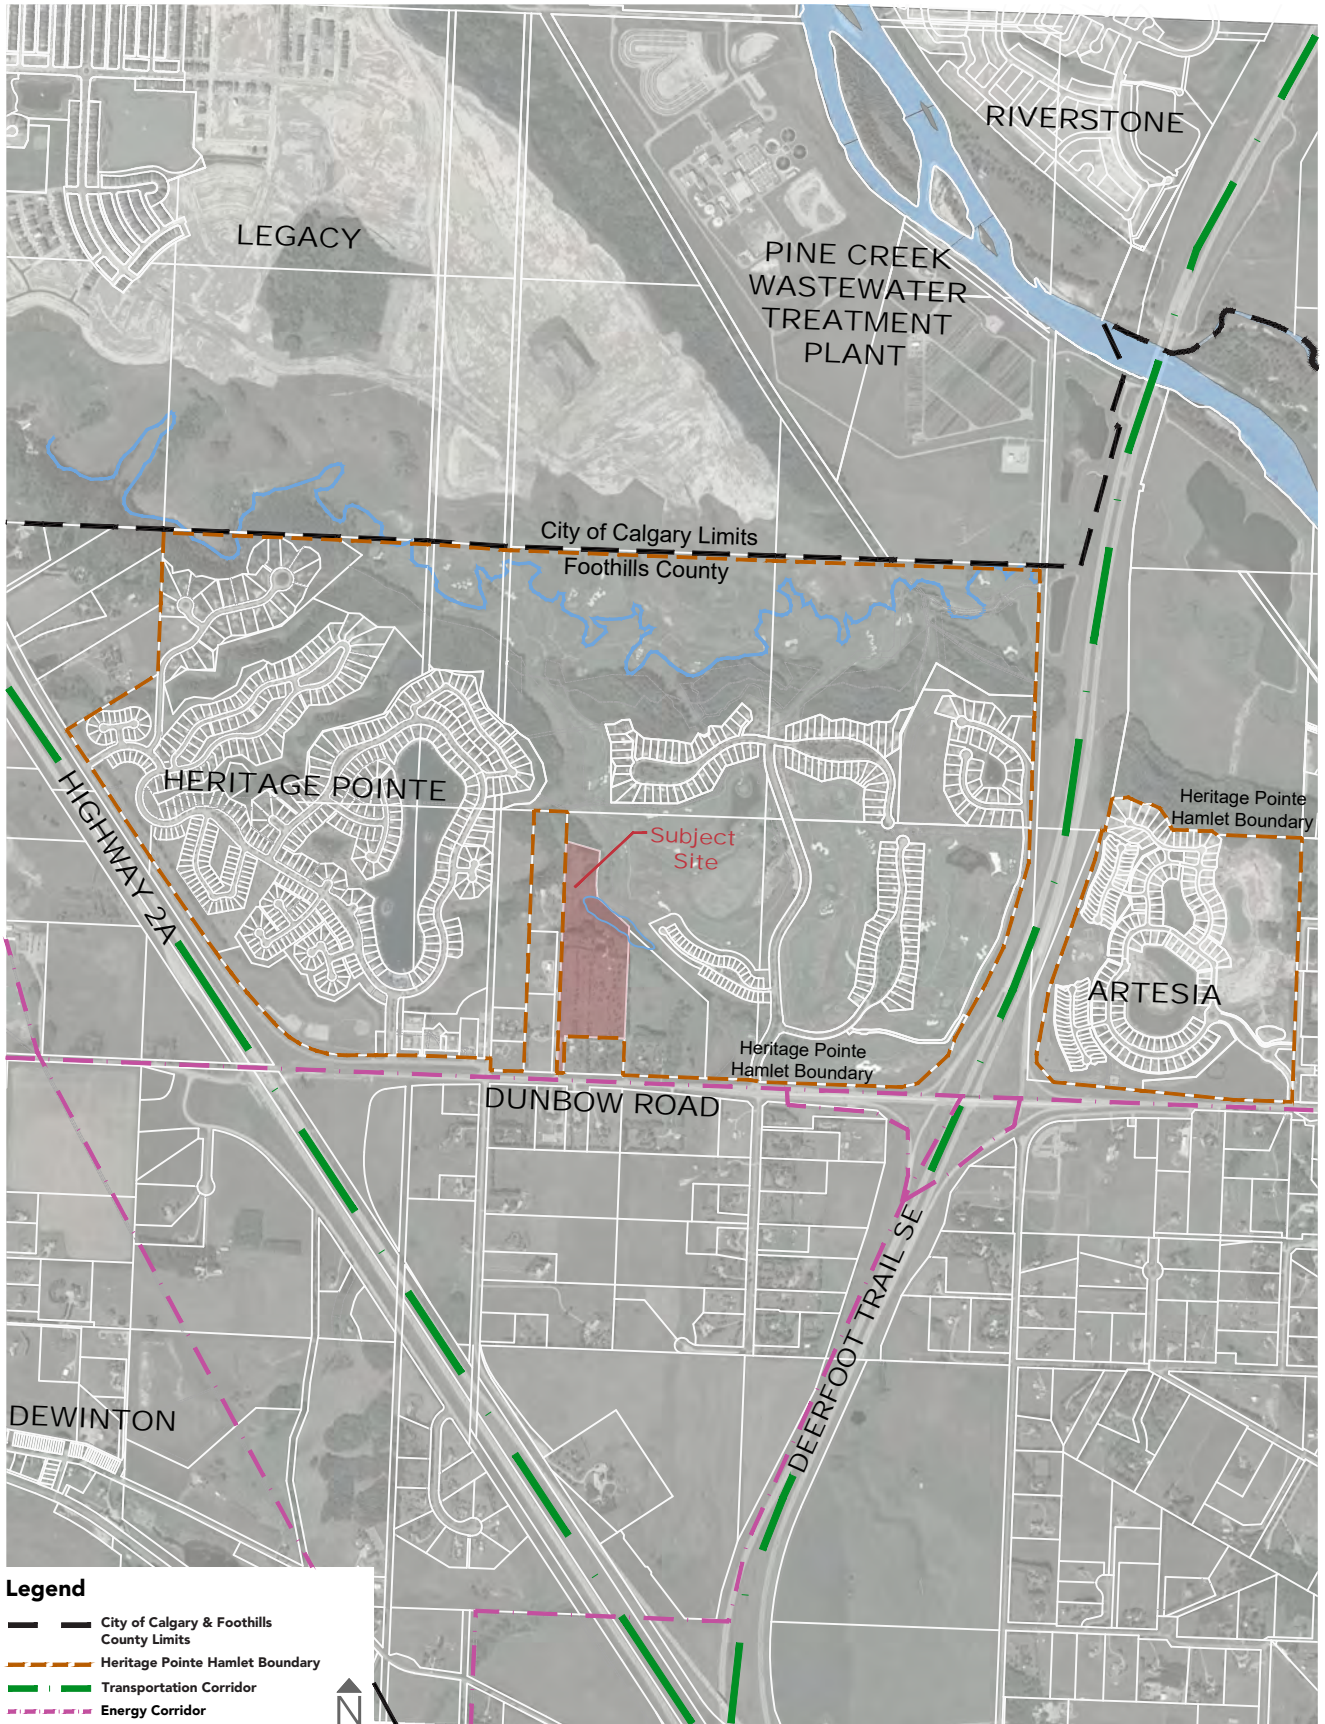 RIVERSTONE
LEGACY
PINE CREEK
WASTEWATER
TREATMENT
PLANT
City of Calgary Limits
Foothills County
HERITAGE POINTE
HIGHWAY 2A
Subject
Site
Heritage Pointe
Hamlet Boundary
ARTESIA
Heritage Pointe
Hamlet Boundary
DUNBOW ROAD
DEERFOOT TRAIL SE
DEWINTON
Legend
City of Calgary & Foothills
County Limits
Heritage Pointe Hamlet Boundary
Transportation Corridor
Energy Corridor
N